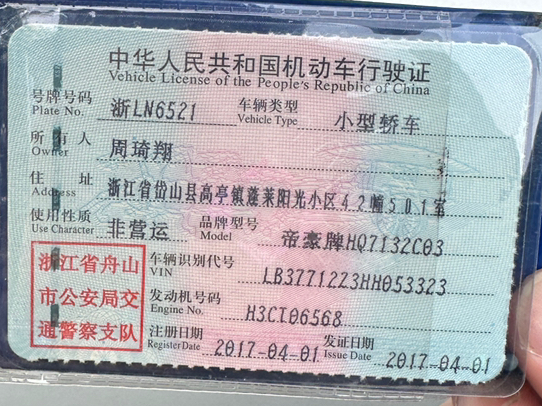 中华人民共和国机动车行驶证
Vehicle License of the People's Republic of China
号牌号码 Plate No. 浙LN6521 车辆类型 Vehicle Type 小型轿车
所有人 Owner 周琦翔
住址 Address 浙江省岱山县高亭镇蓬莱阳光小区42幢501室
使用性质 Use Character 非营运 品牌型号 Model 帝豪牌HQ7132C03
浙江省舟山市公安局交通警察支队
车辆识别代号 VIN LB37712Z3HH053323
发动机号码 Engine No. H3CT06568
注册日期 Register Date 2017-04-01 发证日期 Issue Date 2017-04-01